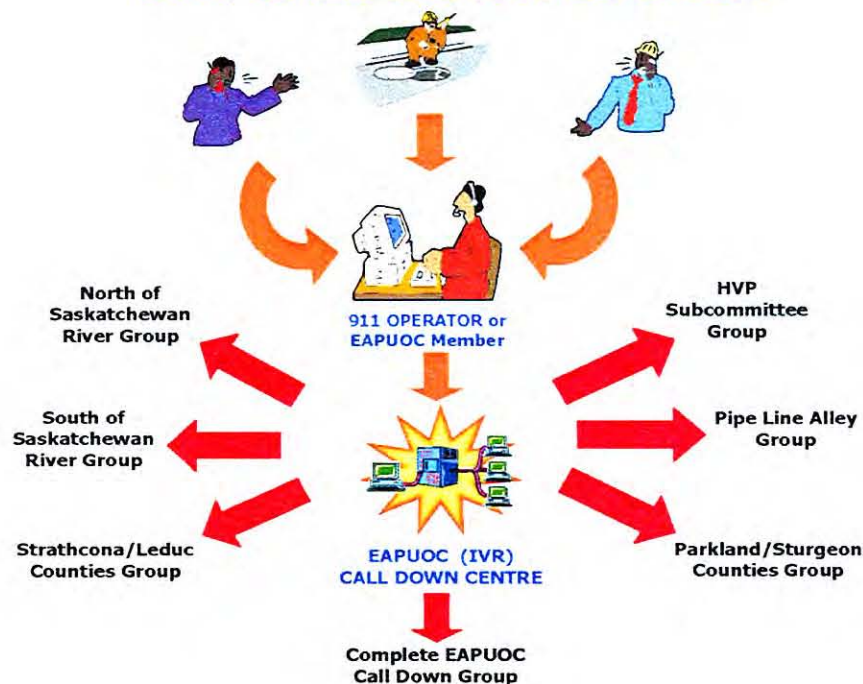 911 OPERATOR or
EAPUOC Member
North of
Saskatchewan
River Group
HVP
Subcommittee
Group
South of
Saskatchewan
River Group
Pipe Line Alley
Group
Strathcona/Leduc
Counties Group
EAPUOC (IVR)
CALL DOWN CENTRE
Parkland/Sturgeon
Counties Group
Complete EAPUOC
Call Down Group